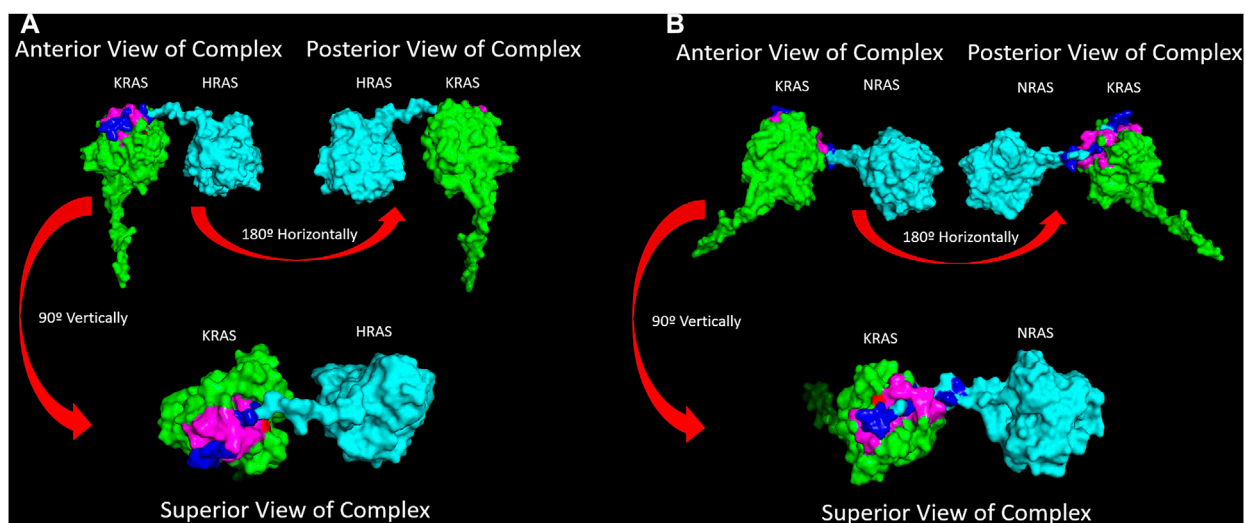 A
Anterior View of Complex
Posterior View of Complex
KRAS
HRAS
HRAS
KRAS
180º Horizontally
90º Vertically
KRAS
HRAS
Superior View of Complex
B
Anterior View of Complex
Posterior View of Complex
KRAS
NRAS
NRAS
KRAS
180º Horizontally
90º Vertically
KRAS
NRAS
Superior View of Complex